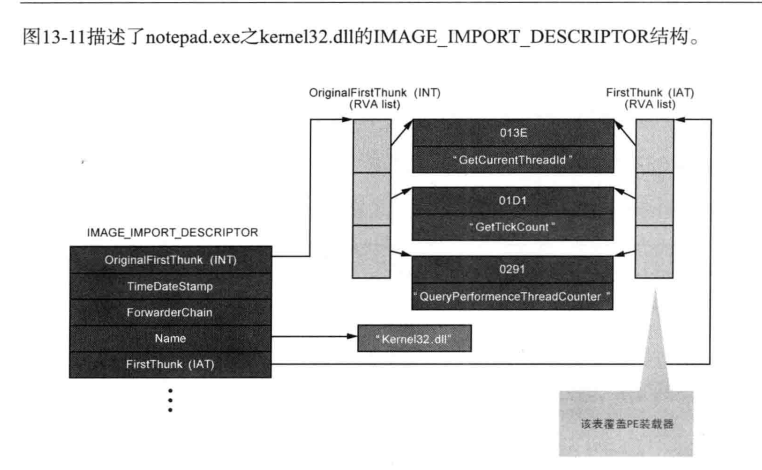 图13-11描述了notepad.exe之kernel32.dll的IMAGE_IMPORT_DESCRIPTOR结构。
OriginalFirstThunk (INT)
(RVA list)
FirstThunk (IAT)
(RVA list)
013E
"GetCurrentThreadId"
01D1
"GetTickCount"
0291
"QueryPerformenceThreadCounter"
IMAGE_IMPORT_DESCRIPTOR
OriginalFirstThunk (INT)
TimeDateStamp
ForwarderChain
Name
"Kernel32.dll"
FirstThunk (IAT)
该表覆盖PE装载器